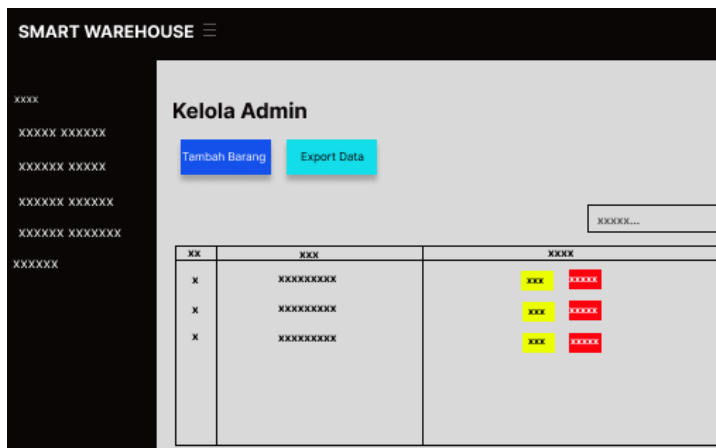 SMART WAREHOUSE
xxxx
xxxxx xxxxxx
xxxxxx xxxxx
xxxxxx xxxxxx
xxxxxx xxxxxxx
xxxxxx
Kelola Admin
Tambah Barang Export Data
xxxxx...
xx xxx xxxx
x xxxxxxxxx xxx xxxxx
x xxxxxxxxx xxx xxxxx
x xxxxxxxxx xxx xxxxx